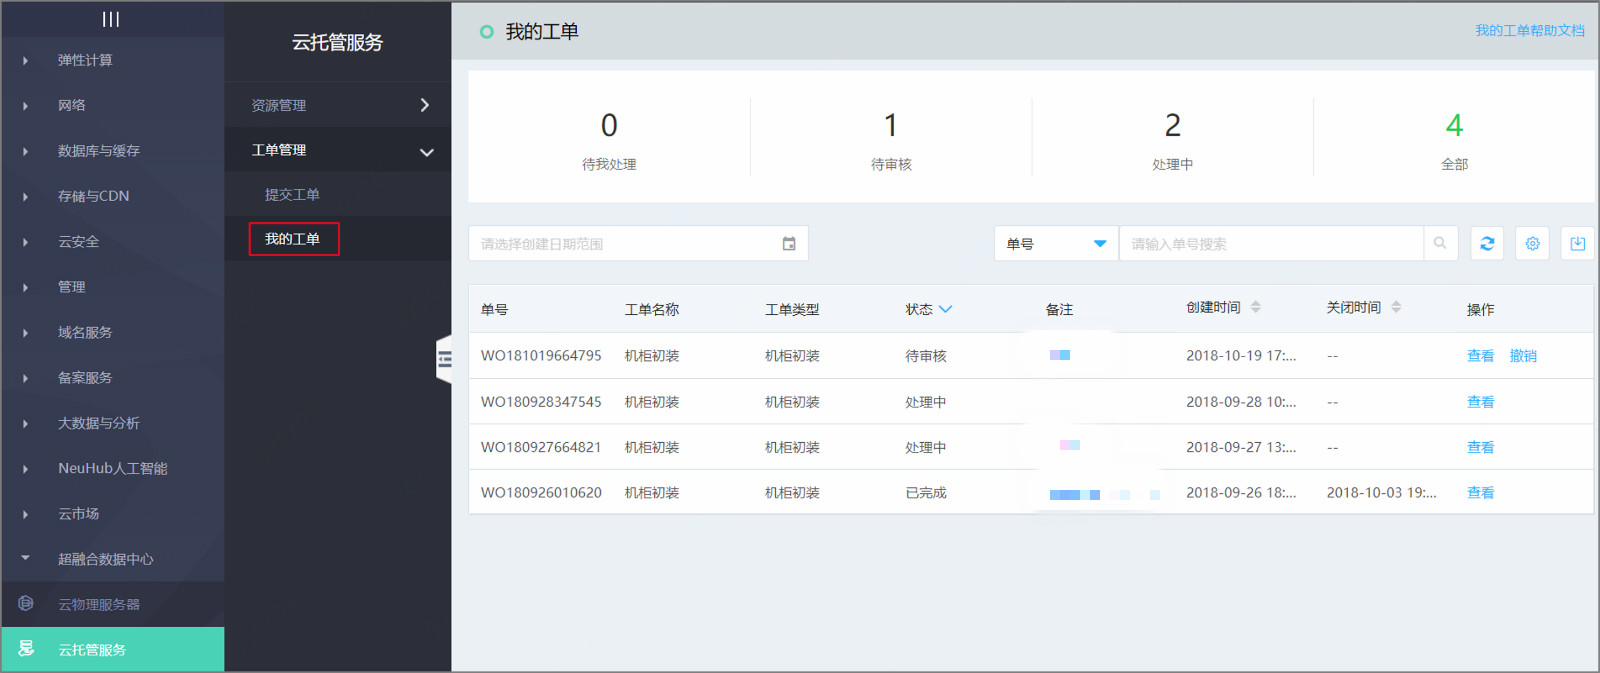 弹性计算
网络
数据库与缓存
存储与CDN
云安全
管理
域名服务
备案服务
大数据与分析
NeuHub人工智能
云市场
超融合数据中心
云物理服务器
云托管服务
云托管服务
资源管理
工单管理
提交工单
我的工单
我的工单
我的工单帮助文档
0
待我处理
1
待审核
2
处理中
4
全部
请选择创建日期范围
单号
请输入单号搜索
单号 工单名称 工单类型 状态 备注 创建时间 关闭时间 操作
WO181019664795 机柜初装 机柜初装 待审核 2018-10-19 17:... -- 查看 撤销
WO180928347545 机柜初装 机柜初装 处理中 2018-09-28 10:... -- 查看
WO180927664821 机柜初装 机柜初装 处理中 2018-09-27 13:... -- 查看
WO180926010620 机柜初装 机柜初装 已完成 2018-09-26 18:... 2018-10-03 19:... 查看